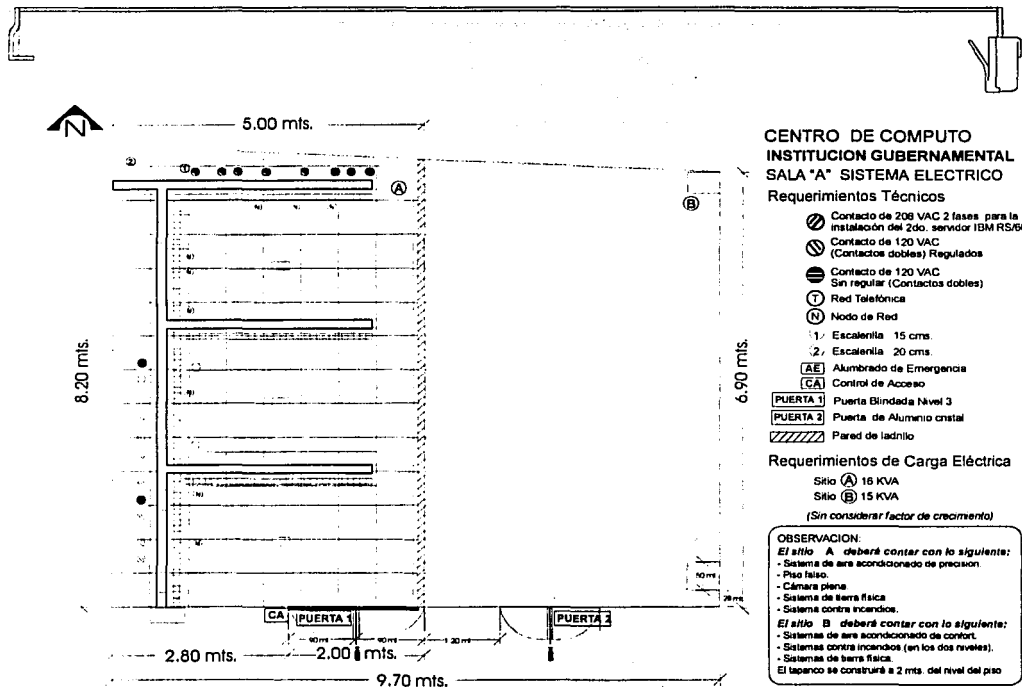 N
5.00 mts.
2
1
A
B
8.20 mts.
6.90 mts.
CA
PUERTA 1
PUERTA 2
2.80 mts.
2.00 mts.
9.70 mts.
CENTRO DE COMPUTO
INSTITUCION GUBERNAMENTAL
SALA "A" SISTEMA ELECTRICO
Requerimientos Técnicos
Contacto de 208 VAC 2 fases para la
instalación del 2do. servidor IBM RS/6
Contacto de 120 VAC
(Contactos dobles) Regulados
Contacto de 120 VAC
Sin regular (Contactos dobles)
T Red Telefónica
N Nodo de Red
1 Escalerilla 15 cms.
2 Escalerilla 20 cms.
AE Alumbrado de Emergencia
CA Control de Acceso
PUERTA 1 Puerta Blindada Nivel 3
PUERTA 2 Puerta de Aluminio cristal
Pared de ladrillo
Requerimientos de Carga Eléctrica
Sitio A 16 KVA
Sitio B 15 KVA
(Sin considerar factor de crecimiento)
OBSERVACION:
El sitio A deberá contar con lo siguiente:
- Sistema de aire acondicionado de precision.
- Piso falso.
- Cámara plena
- Sistema de tierra física
- Sistema contra incendios.
El sitio B deberá contar con lo siguiente:
- Sistemas de aire acondicionado de confort.
- Sistemas contra incendios (en los dos niveles).
- Sistemas de tierra física.
El tapanco se construirá a 2 mts. del nivel del piso